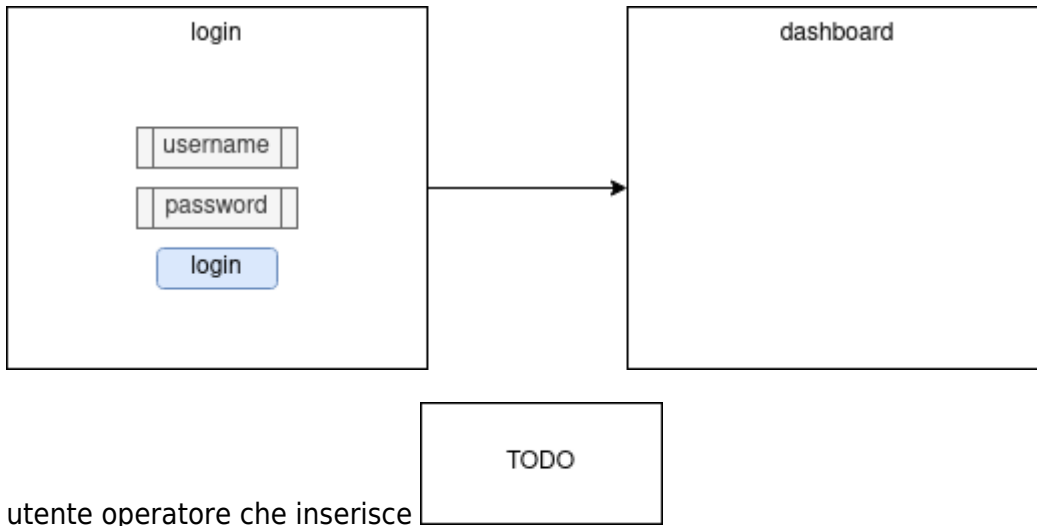 login
dashboard
username
password
login
TODO
utente operatore che inserisce